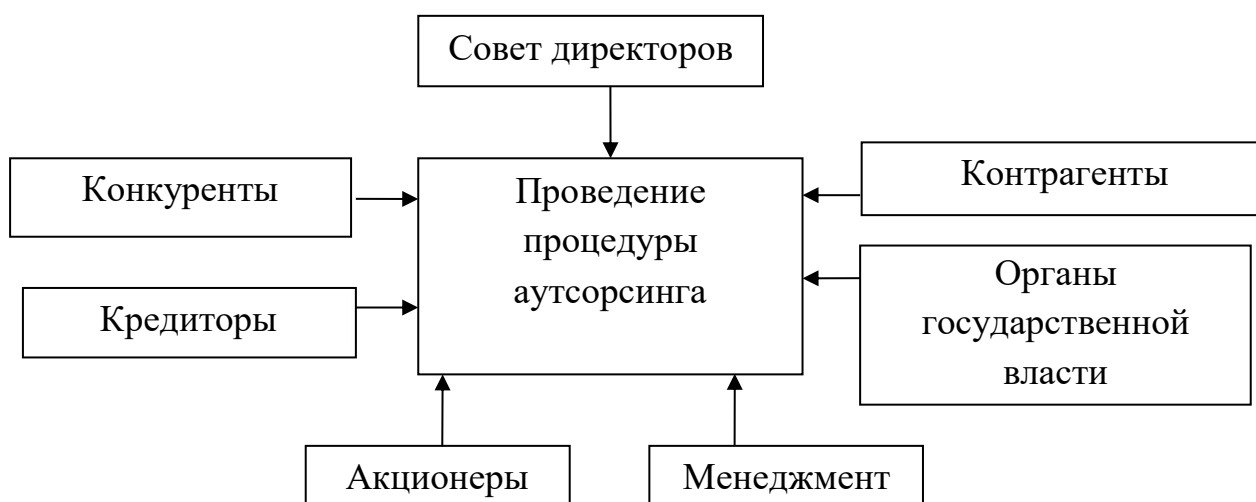 Совет директоров
Конкуренты
Проведение
процедуры
аутсорсинга
Контрагенты
Кредиторы
Органы
государственной
власти
Акционеры
Менеджмент